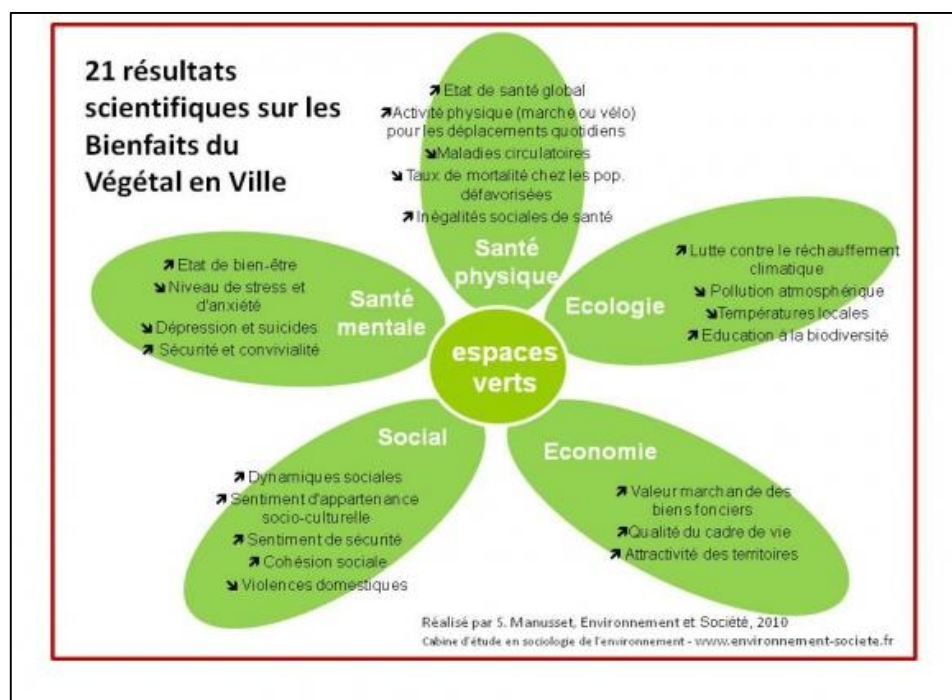 21 résultats
scientifiques sur les
Bienfaits du
Végétal en Ville
↗ Etat de santé global
↗Activité physique (marche ou vélo)
pour les déplacements quotidiens
↘Maladies circulatoires
↘ Taux de mortalité chez les pop.
défavorisées
↗ Inégalités sociales de santé
Santé
physique
↗ Etat de bien-être
↘Niveau de stress et
d'anxiété
↘ Dépression et suicides
↗ Sécurité et convivialité
Santé
mentale
↗ Lutte contre le réchauffement
climatique
↘ Pollution atmosphérique
↘Températures locales
↗ Education à la biodiversité
Ecologie
espaces
verts
Social
↗ Dynamiques sociales
↗ Sentiment d'appartenance
socio-culturelle
↗ Sentiment de sécurité
↗ Cohésion sociale
↘ Violences domestiques
Economie
↗ Valeur marchande des
biens fonciers
↗Qualité du cadre de vie
↗ Attractivité des territoires
Réalisé par S. Manusset, Environnement et Société, 2010
Cabine d'étude en sociologie de l'environnement - www.environnement-societe.fr